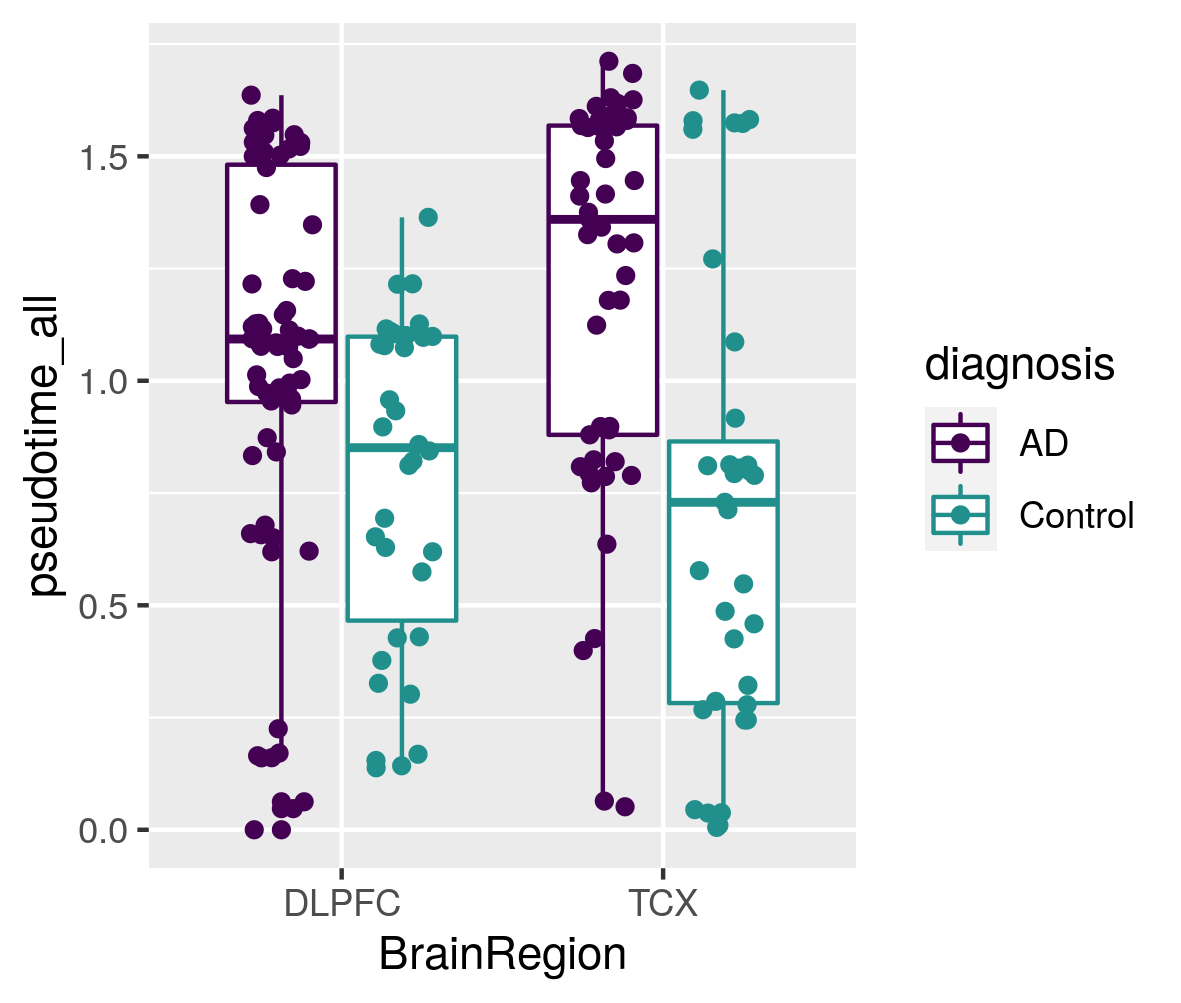 pseudotime_all
1.5
1.0
0.5
0.0
DLPFC
TCX
BrainRegion
diagnosis
AD
Control